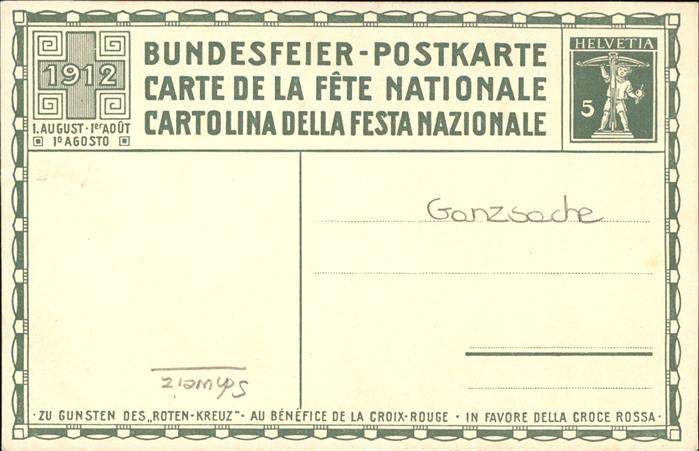 1912
1. AUGUST · 1er AOÛT
1o AGOSTO
BUNDESFEIER-POSTKARTE
CARTE DE LA FÊTE NATIONALE
CARTOLINA DELLA FESTA NAZIONALE
HELVETIA
5
Ganzsache
Schweiz
· ZU GUNSTEN DES „ROTEN-KREUZ“ · AU BÉNÉFICE DE LA CROIX-ROUGE · IN FAVORE DELLA CROCE ROSSA ·